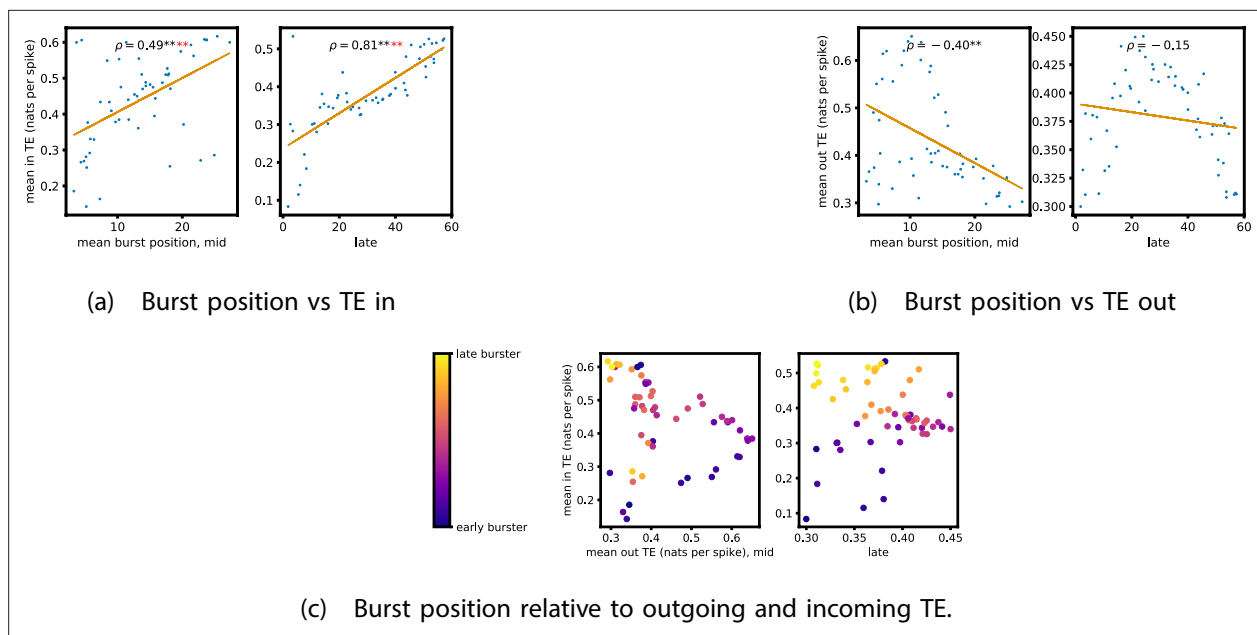 ρ = 0.49****
ρ = 0.81****
mean in TE (nats per spike)
0.6
0.5
0.4
0.3
0.2
0.5
0.4
0.3
0.2
0.1
10
20
0
20
40
60
mean burst position, mid
late
(a) Burst position vs TE in
ρ = −0.40**
ρ = −0.15
mean out TE (nats per spike)
0.6
0.5
0.4
0.3
0.450
0.425
0.400
0.375
0.350
0.325
0.300
10
20
0
20
40
60
mean burst position, mid
late
(b) Burst position vs TE out
late burster
early burster
mean in TE (nats per spike)
0.6
0.5
0.4
0.3
0.2
0.5
0.4
0.3
0.2
0.1
0.3
0.4
0.5
0.6
0.30
0.35
0.40
0.45
mean out TE (nats per spike), mid
late
(c) Burst position relative to outgoing and incoming TE.